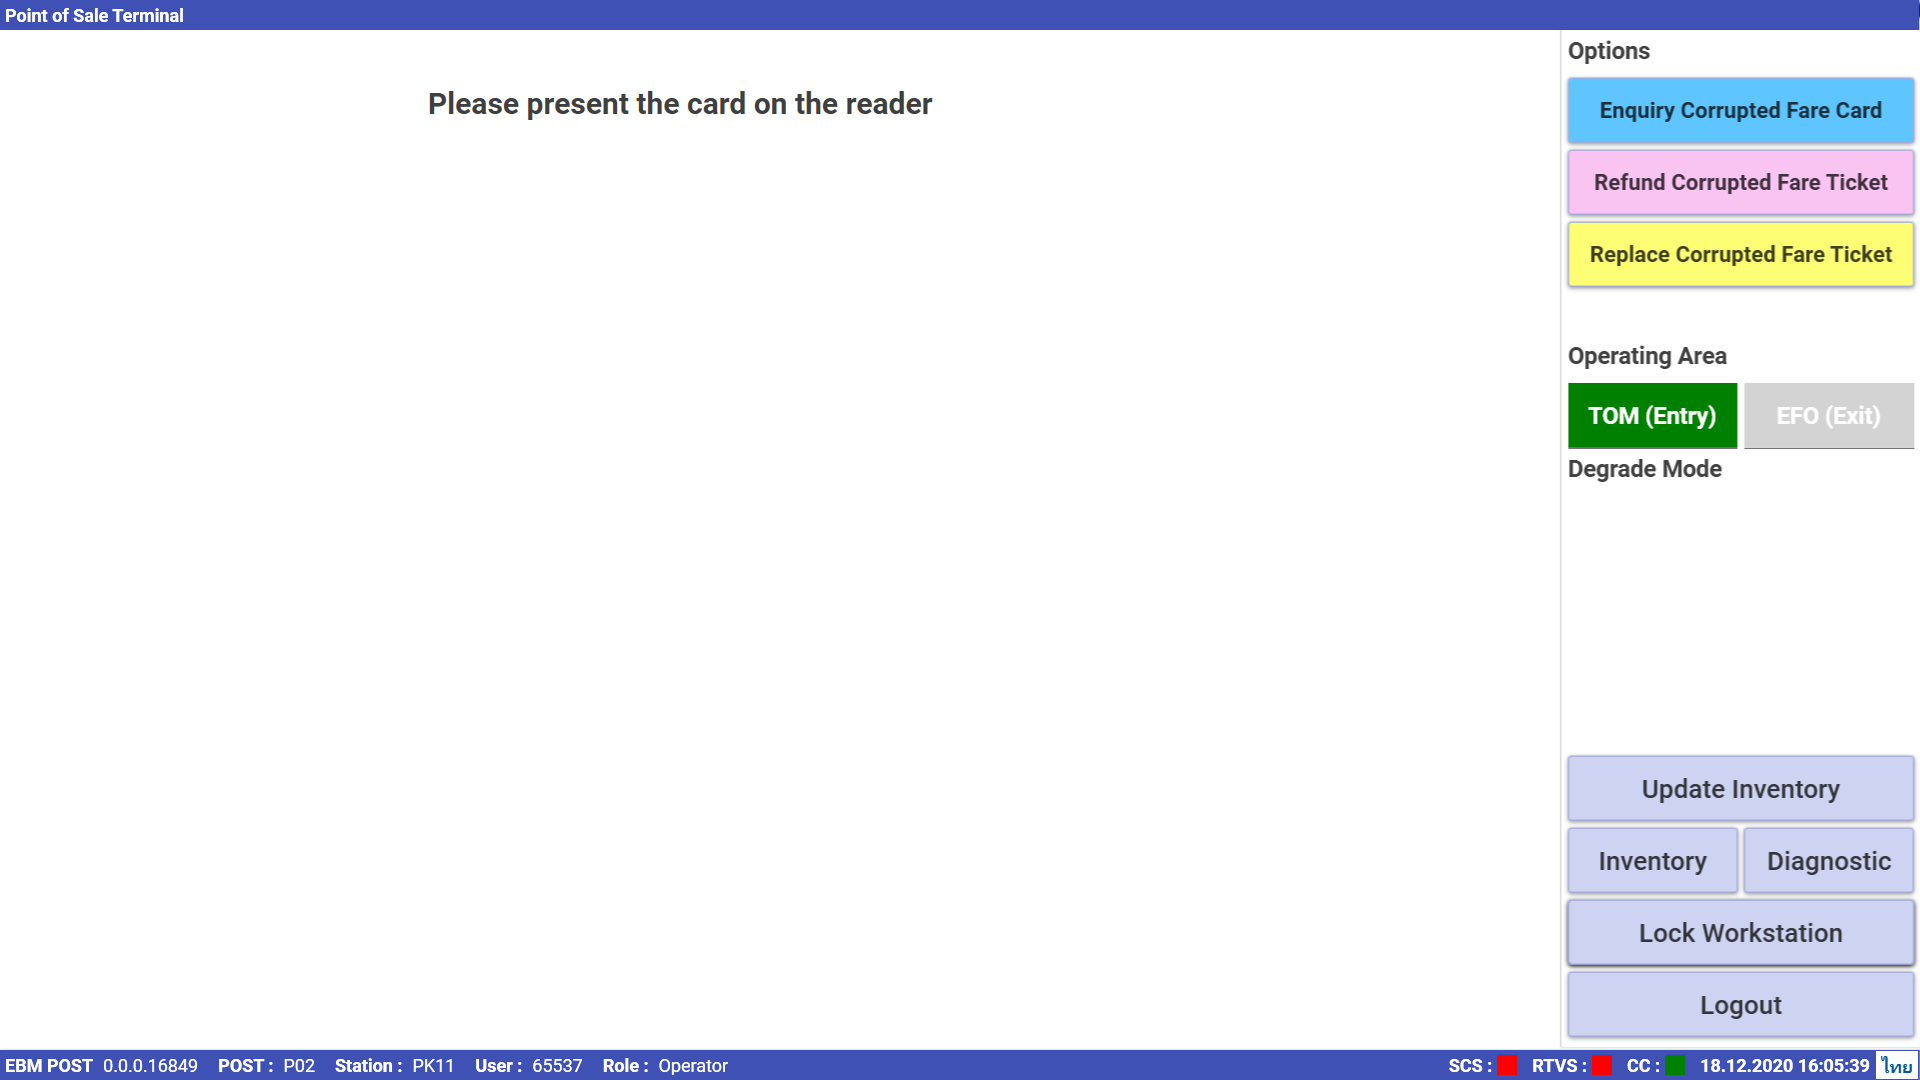 Point of Sale Terminal
Please present the card on the reader
Options
Enquiry Corrupted Fare Card
Refund Corrupted Fare Ticket
Replace Corrupted Fare Ticket
Operating Area
TOM (Entry) EFO (Exit)
Degrade Mode
Update Inventory
Inventory Diagnostic
Lock Workstation
Logout
EBM POST 0.0.0.16849 POST : P02 Station : PK11 User : 65537 Role : Operator SCS : RTVS : CC : 18.12.2020 16:05:39 ไทย